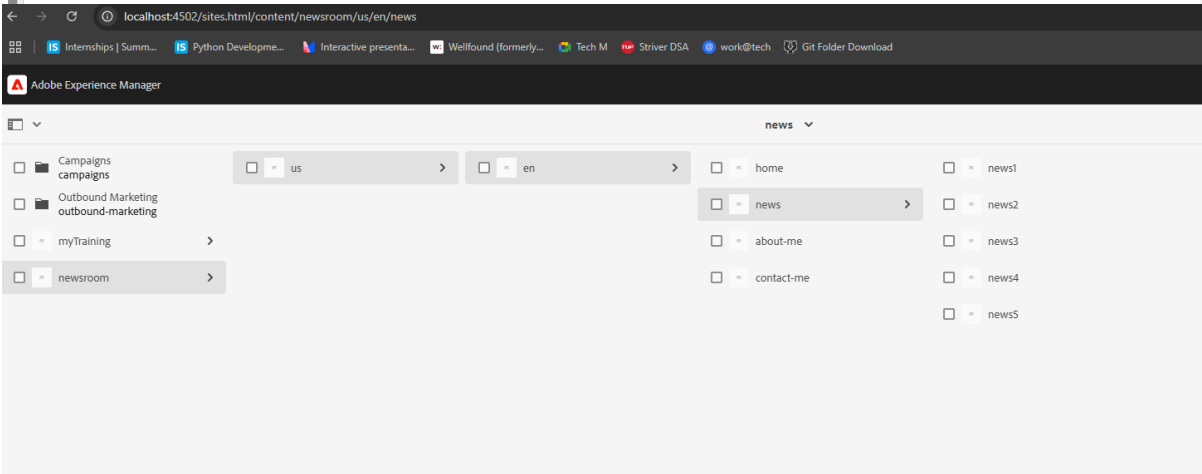 localhost:4502/sites.html/content/newsroom/us/en/news
Internships | Summ... Python Developme... Interactive presenta... w: Wellfound (formerly... Tech M TUF Striver DSA work@tech Git Folder Download
Adobe Experience Manager
news
Campaigns
campaigns
Outbound Marketing
outbound-marketing
myTraining
newsroom
us
en
home
news
about-me
contact-me
news1
news2
news3
news4
news5